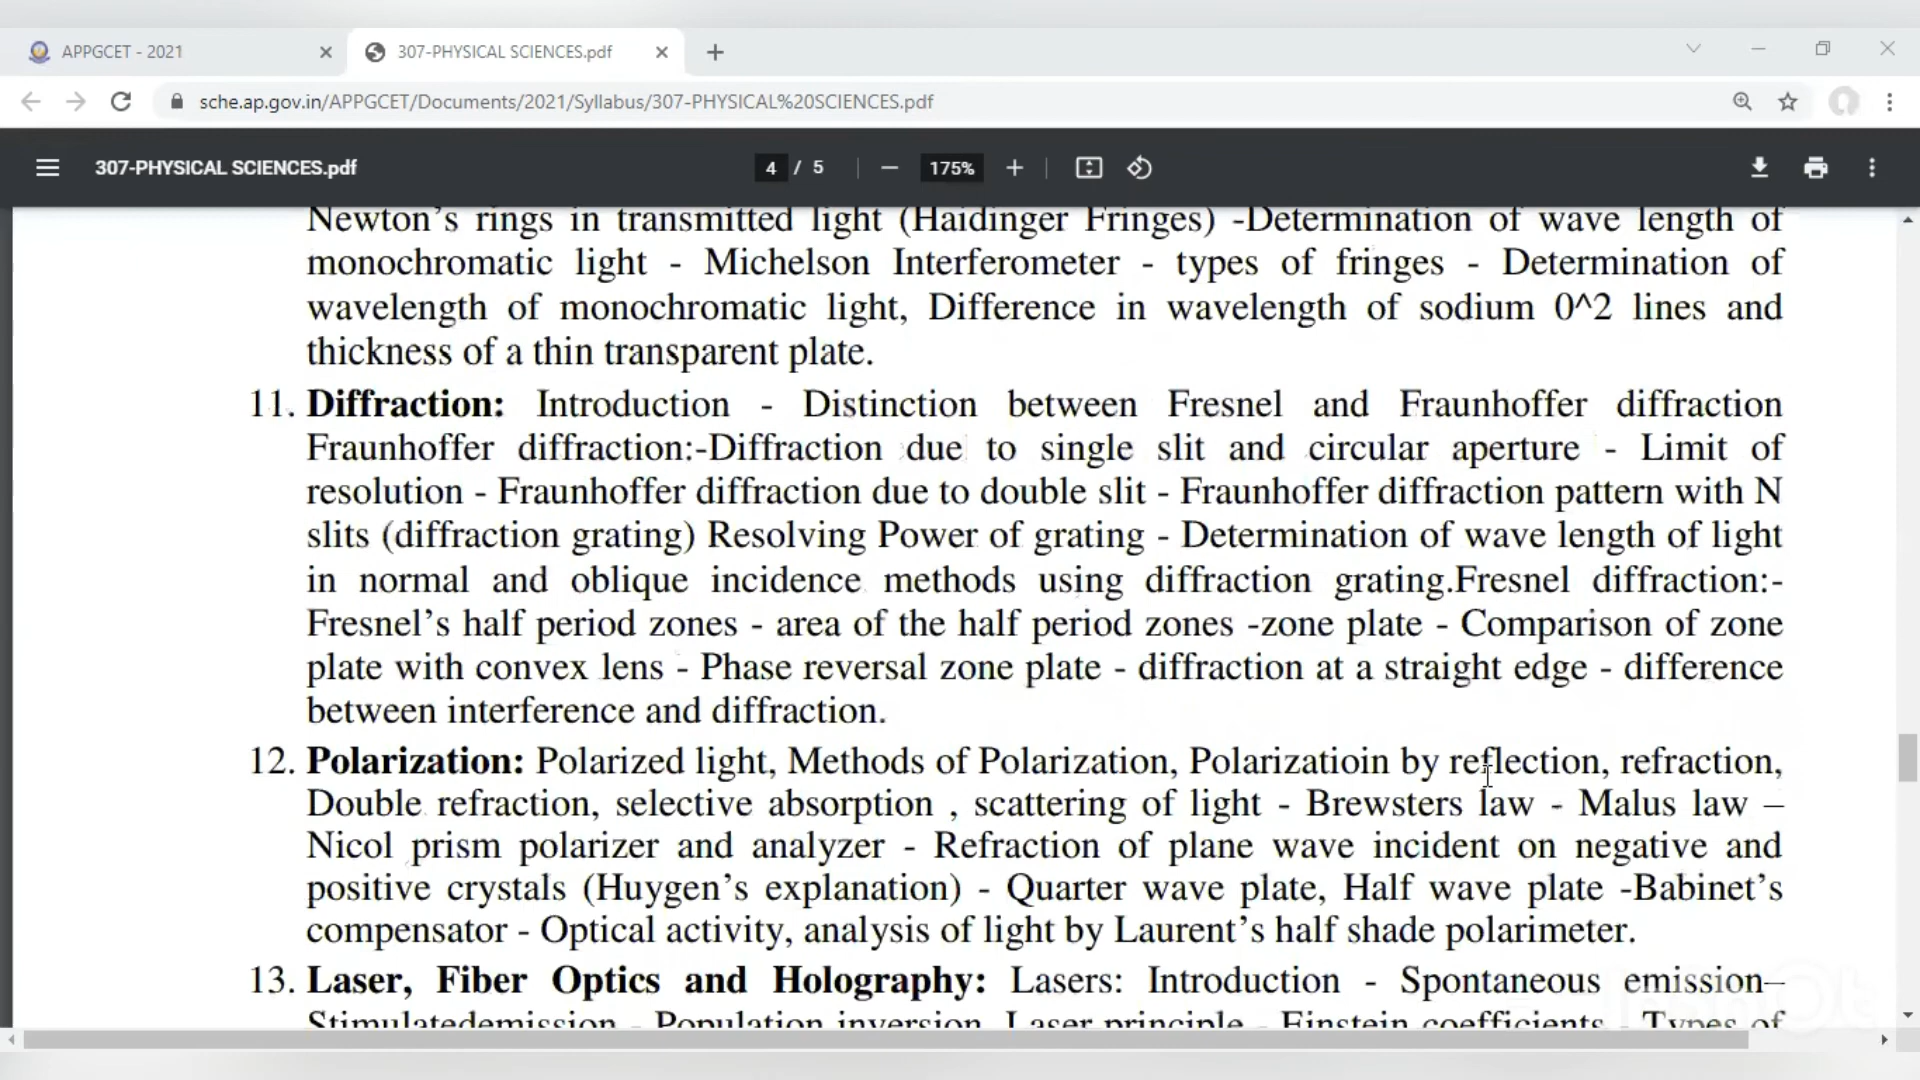 APPGCET - 2021
307-PHYSICAL SCIENCES.pdf
sche.ap.gov.in/APPGCET/Documents/2021/Syllabus/307-PHYSICAL%20SCIENCES.pdf
307-PHYSICAL SCIENCES.pdf
4 / 5
175%
Newton's rings in transmitted light (Haidinger Fringes) -Determination of wave length of
monochromatic light - Michelson Interferometer - types of fringes - Determination of
wavelength of monochromatic light, Difference in wavelength of sodium 0^2 lines and
thickness of a thin transparent plate.
11. Diffraction: Introduction - Distinction between Fresnel and Fraunhoffer diffraction
Fraunhoffer diffraction:-Diffraction due to single slit and circular aperture - Limit of
resolution - Fraunhoffer diffraction due to double slit - Fraunhoffer diffraction pattern with N
slits (diffraction grating) Resolving Power of grating - Determination of wave length of light
in normal and oblique incidence methods using diffraction grating.Fresnel diffraction:-
Fresnel's half period zones - area of the half period zones -zone plate - Comparison of zone
plate with convex lens - Phase reversal zone plate - diffraction at a straight edge - difference
between interference and diffraction.
12. Polarization: Polarized light, Methods of Polarization, Polarizatioin by reflection, refraction,
Double refraction, selective absorption , scattering of light - Brewsters law - Malus law –
Nicol prism polarizer and analyzer - Refraction of plane wave incident on negative and
positive crystals (Huygen's explanation) - Quarter wave plate, Half wave plate -Babinet's
compensator - Optical activity, analysis of light by Laurent's half shade polarimeter.
13. Laser, Fiber Optics and Holography: Lasers: Introduction - Spontaneous emission–
Stimulatedemission - Population inversion. Laser principle - Einstein coefficients - Types of